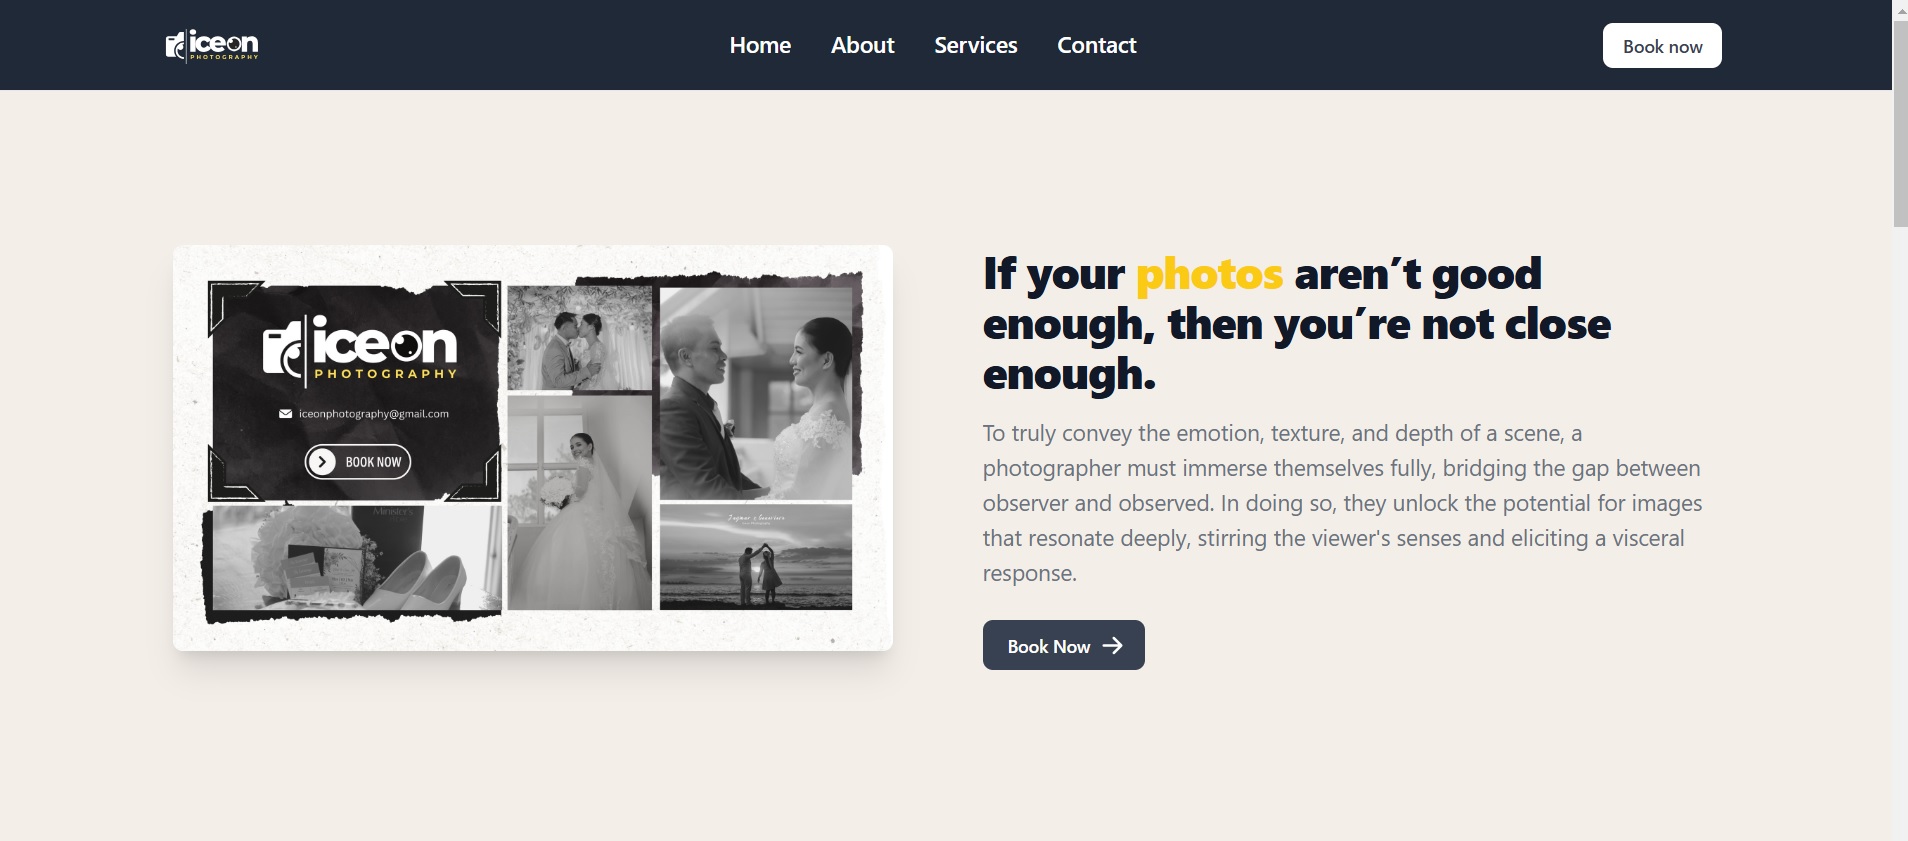 iceon
PHOTOGRAPHY
Home About Services Contact
Book now
iceon
PHOTOGRAPHY
iceonphotography@gmail.com
BOOK NOW
Minister's
If your photos aren’t good
enough, then you’re not close
enough.
To truly convey the emotion, texture, and depth of a scene, a
photographer must immerse themselves fully, bridging the gap between
observer and observed. In doing so, they unlock the potential for images
that resonate deeply, stirring the viewer's senses and eliciting a visceral
response.
Book Now